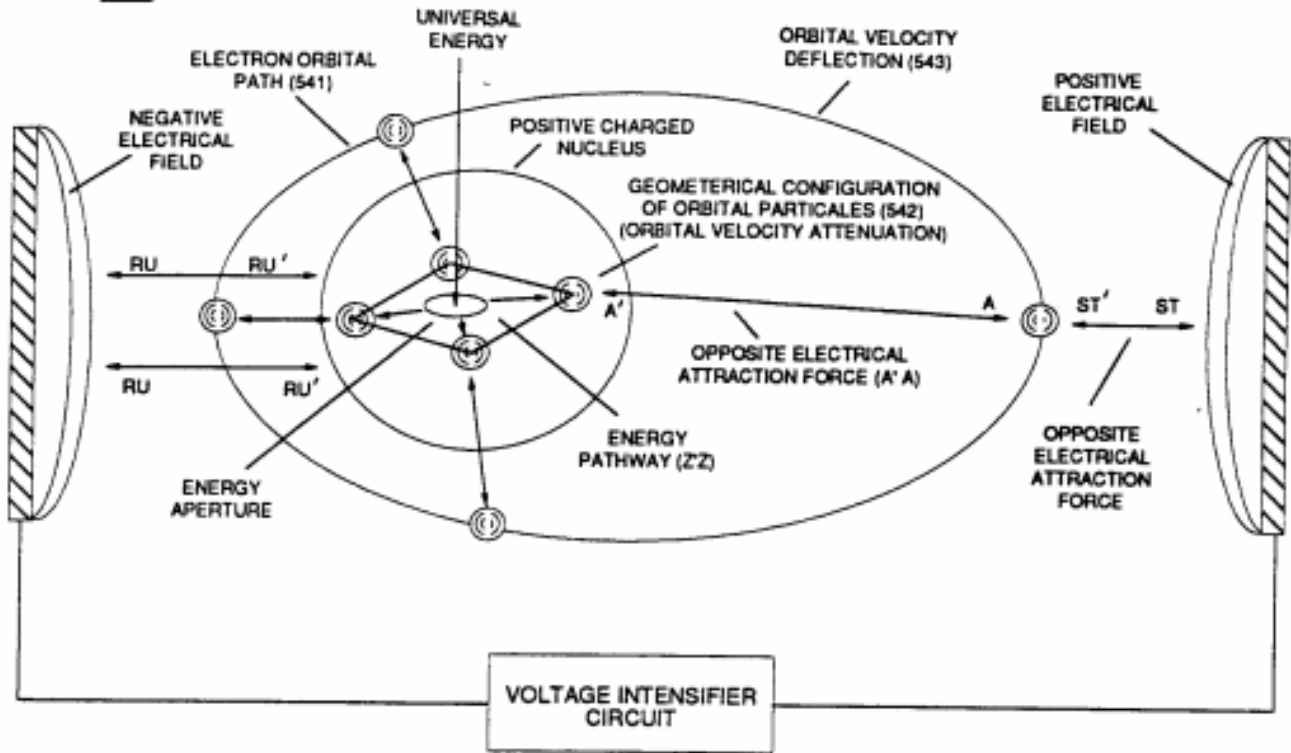 UNIVERSAL
ENERGY
ELECTRON ORBITAL
PATH (541)
ORBITAL VELOCITY
DEFLECTION (543)
POSITIVE
ELECTRICAL
FIELD
NEGATIVE
ELECTRICAL
FIELD
POSITIVE CHARGED
NUCLEUS
GEOMETERICAL CONFIGURATION
OF ORBITAL PARTICALES (542)
(ORBITAL VELOCITY ATTENUATION)
RU RU'
A' A ST' ST
RU RU'
OPPOSITE ELECTRICAL
ATTRACTION FORCE (A' A)
ENERGY
PATHWAY (Z'Z)
ENERGY
APERTURE
OPPOSITE
ELECTRICAL
ATTRACTION
FORCE
VOLTAGE INTENSIFIER
CIRCUIT